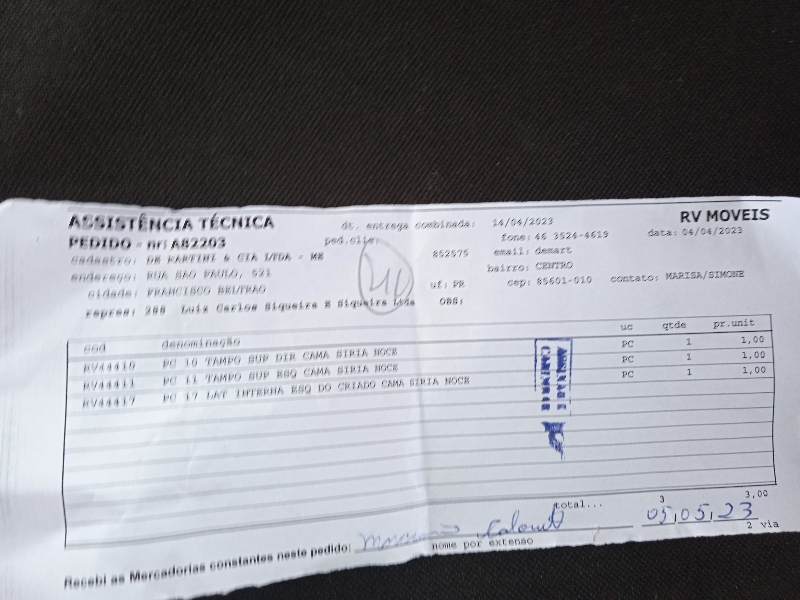 ASSISTÊNCIA TÉCNICA dt. entrega combinada: 14/04/2023 RV MOVEIS
PEDIDO - nr: A82203 ped.clie: fone: 46 3524-4619 data: 04/04/2023
cadastro: DE MARTINI & CIA LTDA - ME 852575 email: demart
endereço: RUA SAO PAULO, 521 bairro: CENTRO
cidade: FRANCISCO BELTRAO uf: PR cep: 85601-010 contato: MARISA/SIMONE
repres: 288 Luiz Carlos Siqueira E Siqueira Ltda OBS:
cod denominação uc qtde pr.unit
RV44410 PC 10 TAMPO SUP DIR CAMA SIRIA NOCE PC 1 1,00
RV44411 PC 11 TAMPO SUP ESQ CAMA SIRIA NOCE PC 1 1,00
RV44417 PC 17 LAT INTERNA ESQ DO CRIADO CAMA SIRIA NOCE PC 1 1,00
total... 3 3,00
Recebi as Mercadorias constantes neste pedido: 05,05,23
nome por extenso 2 via